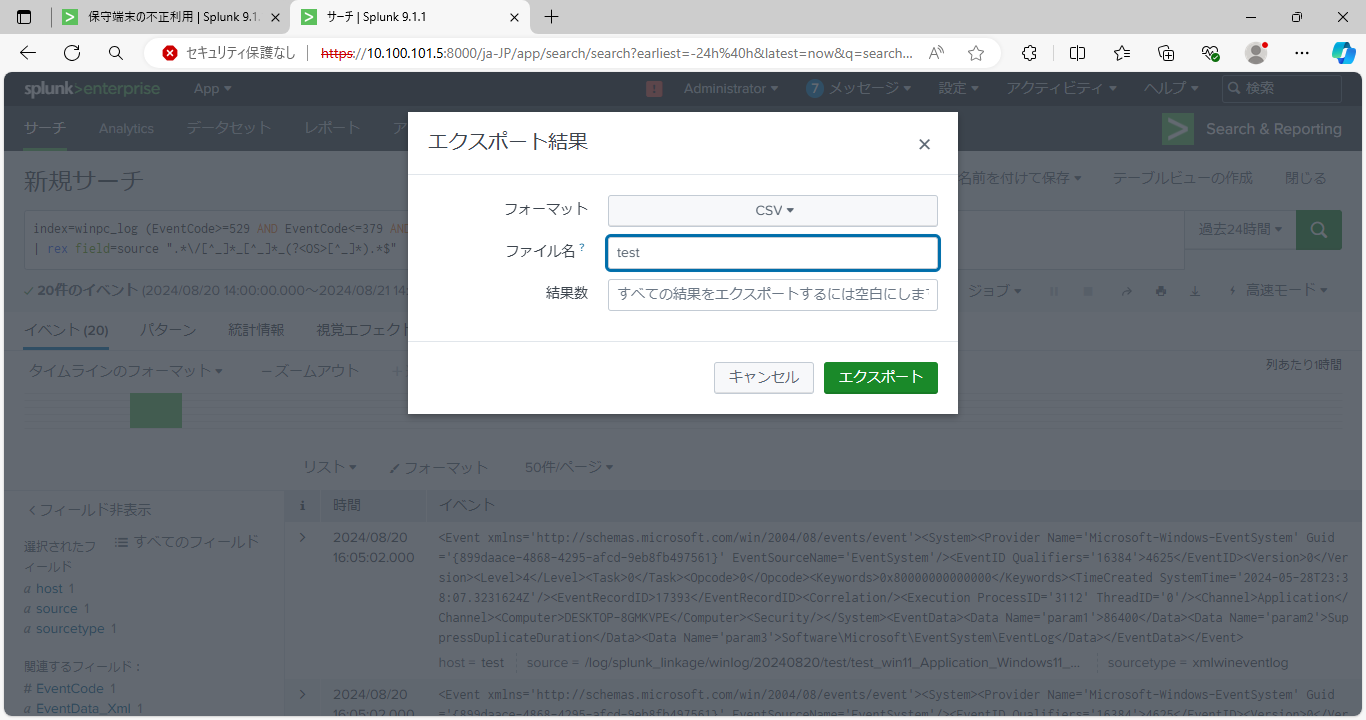 保守端末の不正利用 | Splunk 9.1.
サーチ | Splunk 9.1.1
セキュリティ保護なし
https://10.100.101.5:8000/ja-JP/app/search/search?earliest=-24h%40h&latest=now&q=search...
splunk>enterprise
App
Administrator
7 メッセージ
設定
アクティビティ
ヘルプ
検索
サーチ
Analytics
データセット
レポート
ア
Search & Reporting
新規サーチ
名前を付けて保存
テーブルビューの作成
閉じる
index=winpc_log (EventCode>=529 AND EventCode<=379 AND
| rex field=source ".*\/[^_]*_[^_]*_(?<OS>[^_]*).*$"
過去24時間
20件のイベント (2024/08/20 14:00:00.000～2024/08/21 14:
ジョブ
高速モード
イベント (20)
パターン
統計情報
視覚エフェクト
タイムラインのフォーマット
−ズームアウト
+
列あたり1時間
エクスポート結果
×
フォーマット
CSV
ファイル名?
test
結果数
すべての結果をエクスポートするには空白にしま
キャンセル
エクスポート
リスト
フォーマット
50件/ページ
< フィールド非表示
すべてのフィールド
選択されたフ
ィールド
a host 1
a source 1
a sourcetype 1
関連するフィールド：
# EventCode 1
a EventData_Xml 1
i
時間
イベント
2024/08/20
16:05:02.000
<Event xmlns='http://schemas.microsoft.com/win/2004/08/events/event'><System><Provider Name='Microsoft-Windows-EventSystem' Guid
='{899daace-4868-4295-afcd-9eb8fb497561}' EventSourceName='EventSystem'/><EventID Qualifiers='16384'>4625</EventID><Version>0</Ver
sion><Level>4</Level><Task>0</Task><Opcode>0</Opcode><Keywords>0x80000000000000</Keywords><TimeCreated SystemTime='2024-05-28T23:3
8:07.3231624Z'/><EventRecordID>17393</EventRecordID><Correlation/><Execution ProcessID='3112' ThreadID='0'/><Channel>Application</
Channel><Computer>DESKTOP-8GMKVPE</Computer><Security/></System><EventData><Data Name='param1'>86400</Data><Data Name='param2'>Sup
pressDuplicateDuration</Data><Data Name='param3'>Software\Microsoft\EventSystem\EventLog</Data></EventData></Event>
host = test
source = /log/splunk_linkage/winlog/20240820/test/test_win11_Application_Windows11_...
sourcetype = xmlwineventlog
2024/08/20
16:05:02.000
<Event xmlns='http://schemas.microsoft.com/win/2004/08/events/event'><System><Provider Name='Microsoft-Windows-EventSystem' Guid
='{899daace-4868-4295-afcd-9eb8fb497561}' EventSourceName='EventSystem'/><EventID Qualifiers='16384'>4625</EventID><Version>0</Ver